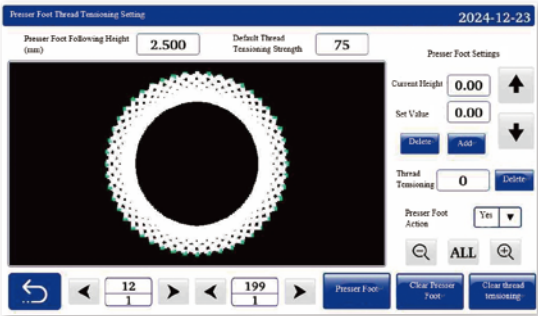 Presser Foot Thread Tensioning Setting
2024-12-23
Presser Foot Following Height
(mm)
2.500
Default Thread
Tensioning Strength
75
Presser Foot Settings
Current Height
0.00
Set Value
0.00
Delete
Add
Thread
Tensioning
0
Delete
Presser Foot
Action
Yes
ALL
12
1
199
1
Presser Foot
Clear Presser
Foot
Clear thread
tensioning